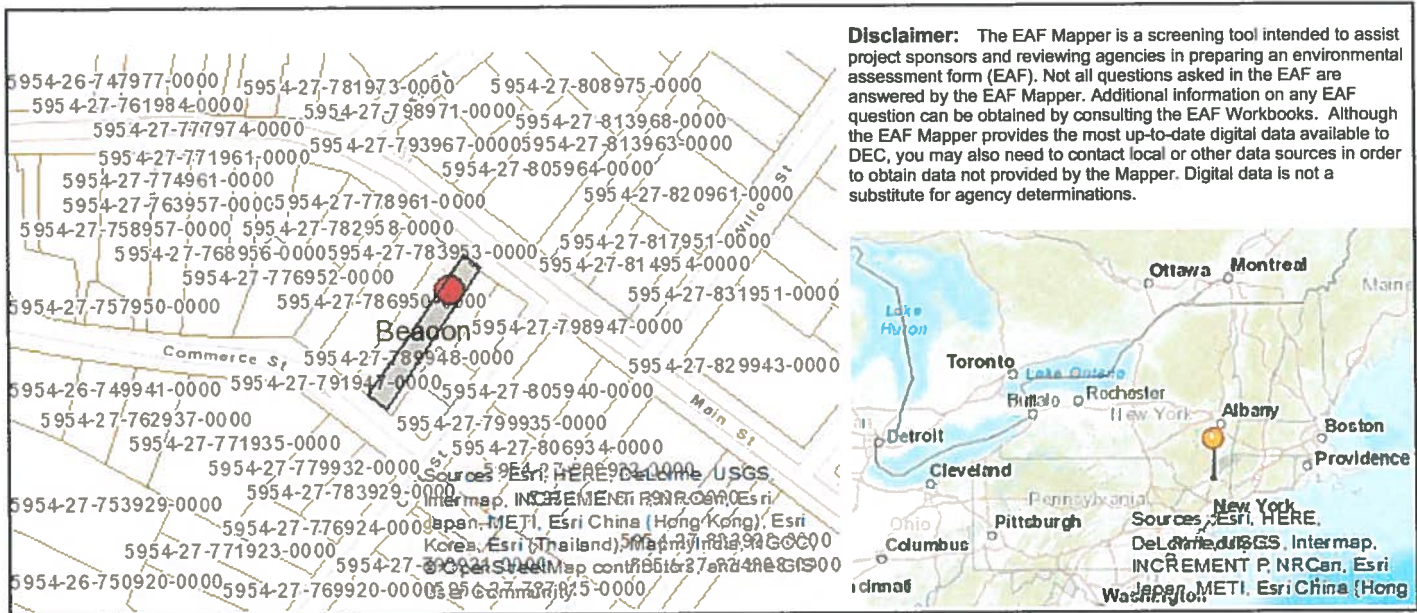 Disclaimer: The EAF Mapper is a screening tool intended to assist
project sponsors and reviewing agencies in preparing an environmental
assessment form (EAF). Not all questions asked in the EAF are
answered by the EAF Mapper. Additional information on any EAF
question can be obtained by consulting the EAF Workbooks. Although
the EAF Mapper provides the most up-to-date digital data available to
DEC, you may also need to contact local or other data sources in order
to obtain data not provided by the Mapper. Digital data is not a
substitute for agency determinations.
5954-26-747977-0000
5954-27-781973-0000
5954-27-808975-0000
5954-27-761984-0000
5954-27-798971-0000
5954-27-813968-0000
5954-27-777974-0000
5954-27-793967-0000
5954-27-813963-0000
5954-27-771961-0000
5954-27-805964-0000
5954-27-774961-0000
5954-27-820961-0000
5954-27-763957-0000
5954-27-778961-0000
5954-27-758957-0000
5954-27-782958-0000
5954-27-817951-0000
5954-27-768956-0000
5954-27-783953-0000
5954-27-814954-0000
5954-27-776952-0000
5954-27-831951-0000
5954-27-757950-0000
5954-27-786950-0000
Beacon
5954-27-798947-0000
Commerce St
5954-27-789948-0000
5954-27-829943-0000
5954-26-749941-0000
5954-27-791947-0000
5954-27-805940-0000
Main St
5954-27-762937-0000
5954-27-799935-0000
5954-27-771935-0000
5954-27-806934-0000
St
5954-27-779932-0000
Sources: Esri, HERE, DeLorme, USGS,
5954-27-753929-0000
5954-27-783929-0000
Intermap, INCREMENT P, NRCan, Esri
5954-27-776924-0000
Japan, METI, Esri China (Hong Kong), Esri
5954-27-771923-0000
Korea, Esri (Thailand), MapmyIndia, NGCC,
© OpenStreetMap contributors, and the GIS
5954-26-750920-0000
5954-27-769920-0000
User Community
Ottawa
Montreal
Maine
Lake
Huron
Toronto
Lake Ontario
Buffalo
Rochester
New York
Albany
Detroit
Boston
Cleveland
Providence
Pennsylvania
New York
Ohio
Pittsburgh
Columbus
Sources: Esri, HERE,
DeLorme, USGS, Intermap,
INCREMENT P, NRCan, Esri
Japan, METI, Esri China (Hong